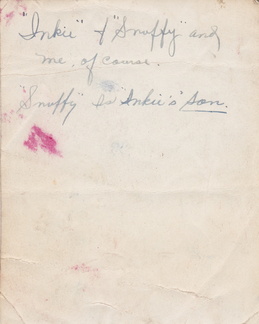 "Inkie" & "Snuffy" and
me, of course.
"Snuffy" is "Inkie's" son.